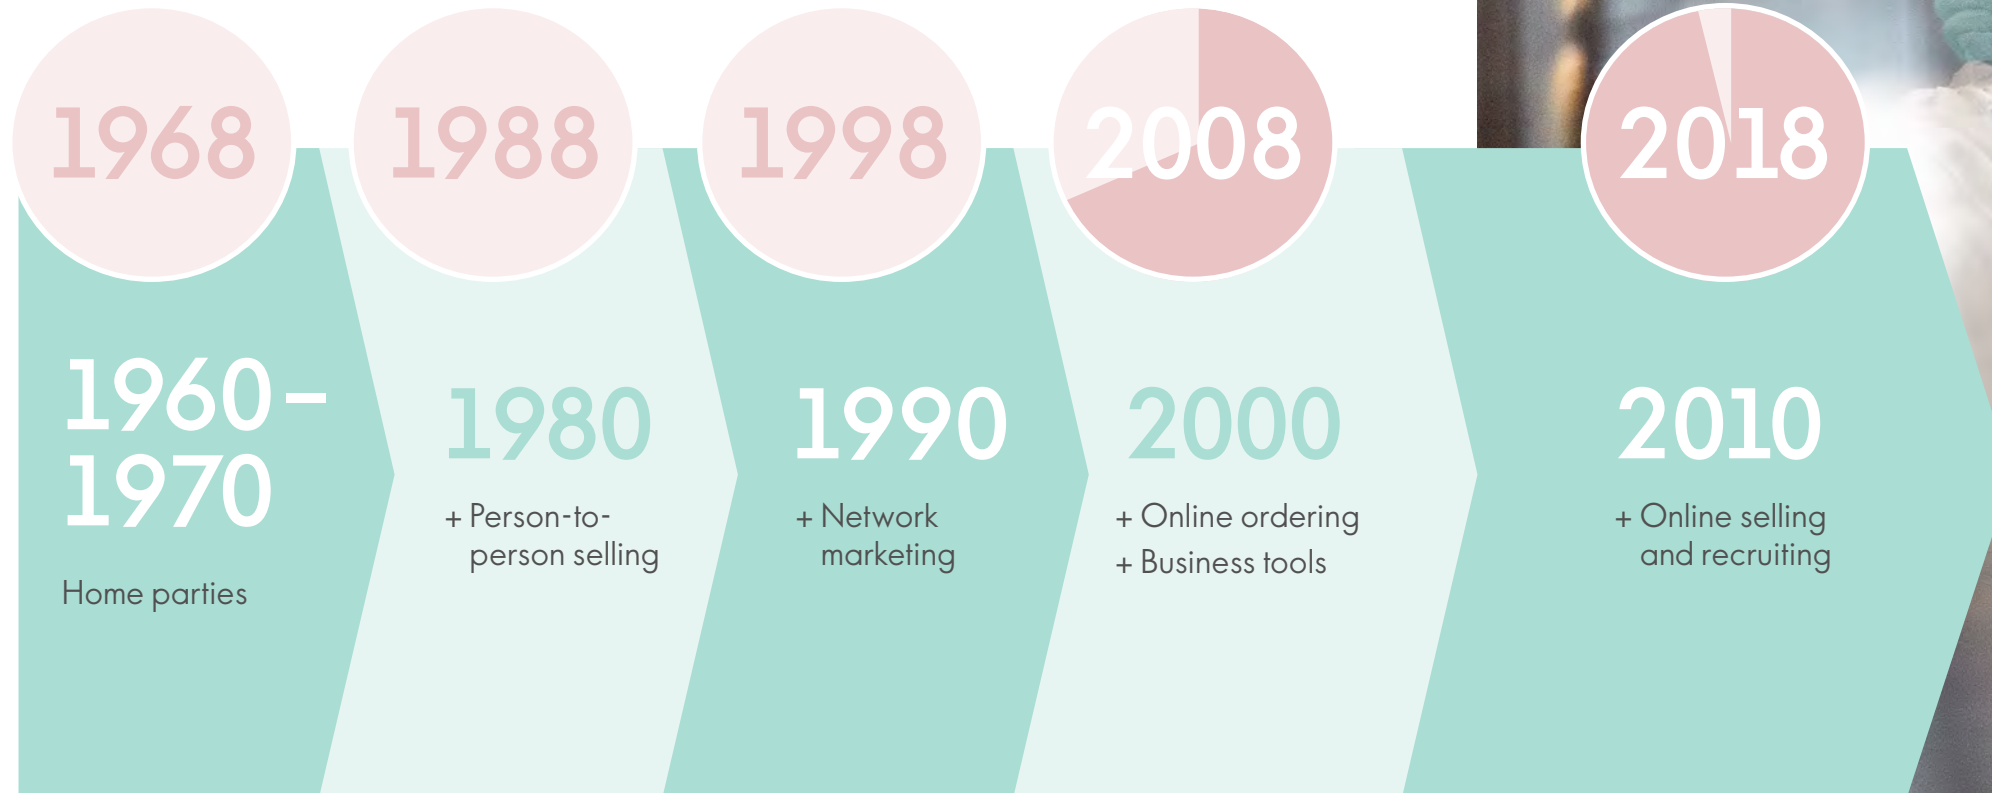 1968
1988
1998
2008
2018
1960–
1970
Home parties
1980
+ Person-to-
person selling
1990
+ Network
marketing
2000
+ Online ordering
+ Business tools
2010
+ Online selling
and recruiting